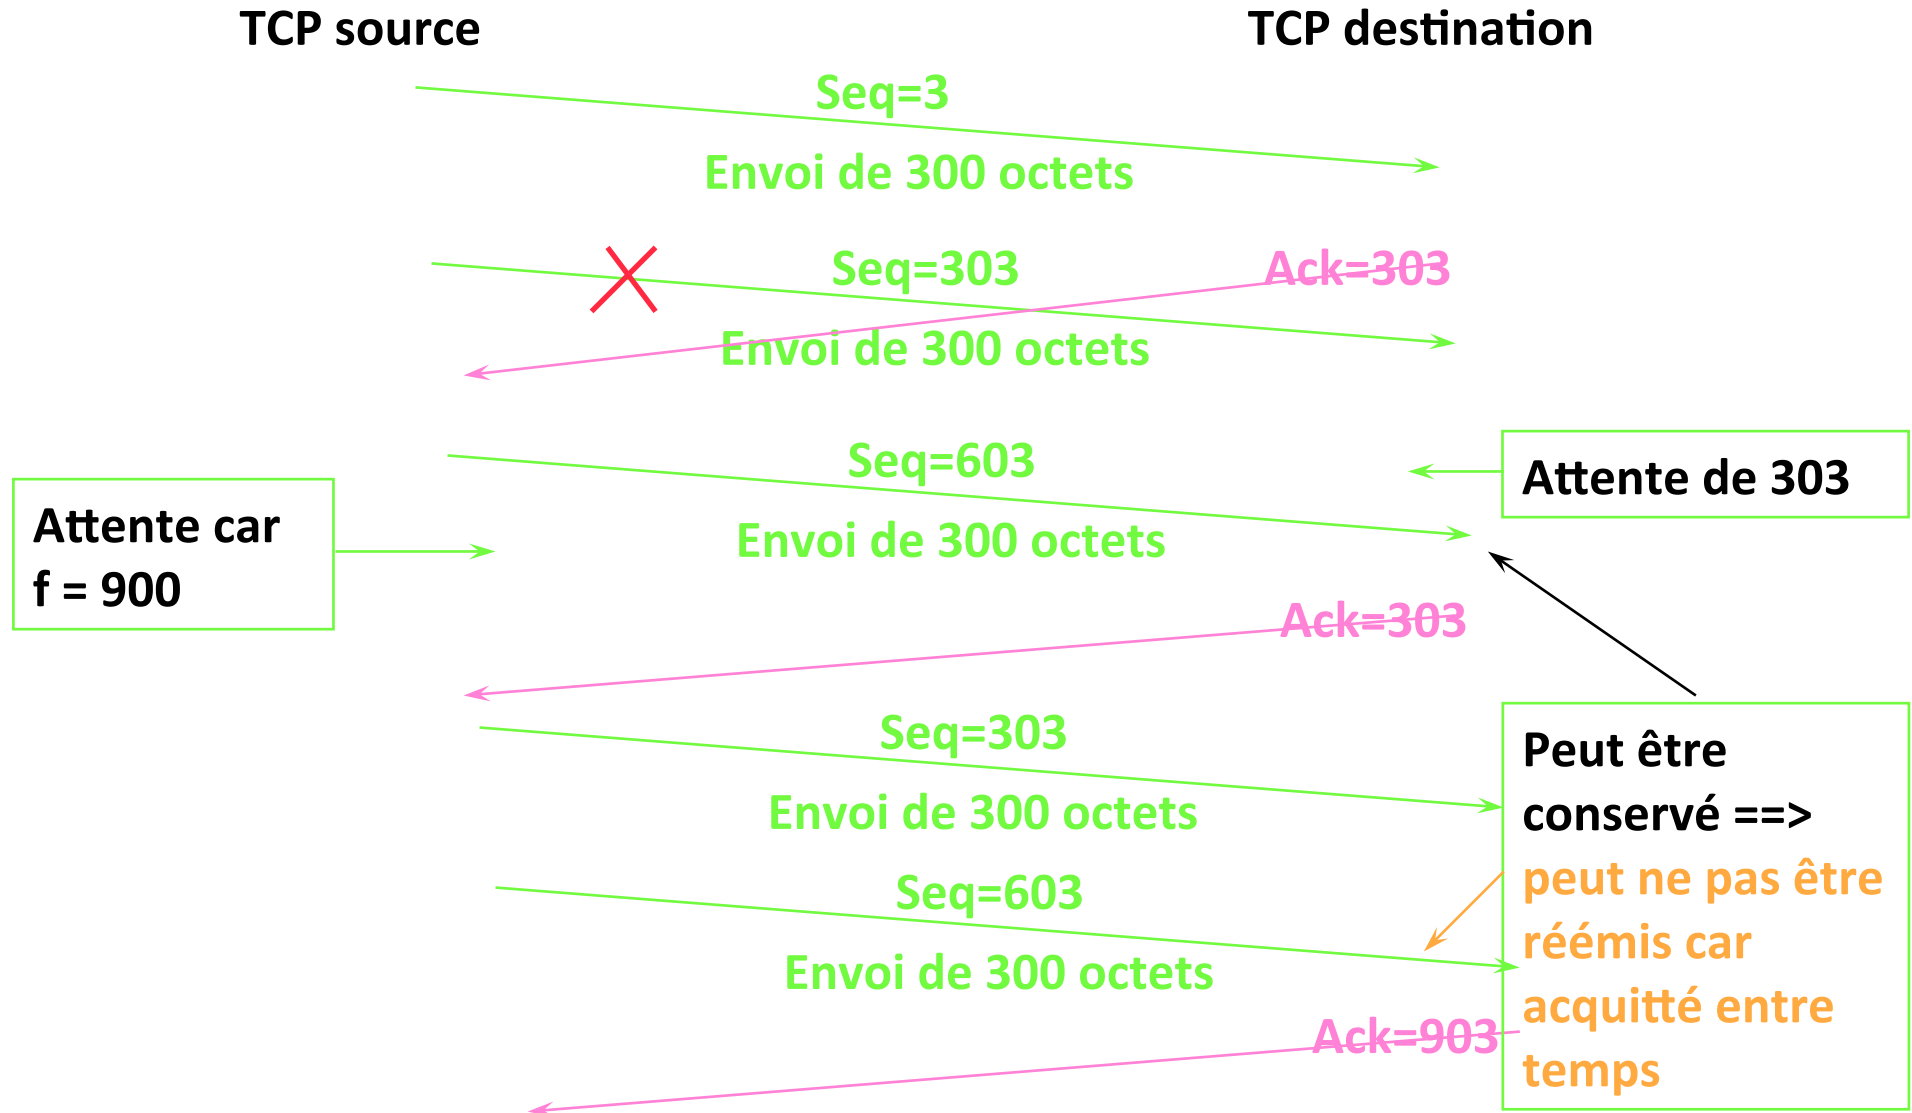 TCP source
TCP destination
Seq=3
Envoi de 300 octets
Seq=303
Ack=303
Envoi de 300 octets
Seq=603
Attente de 303
Attente car
f = 900
Envoi de 300 octets
Ack=303
Seq=303
Envoi de 300 octets
Seq=603
Envoi de 300 octets
Ack=903
Peut être
conservé ==>
peut ne pas être
réémis car
acquitté entre
temps